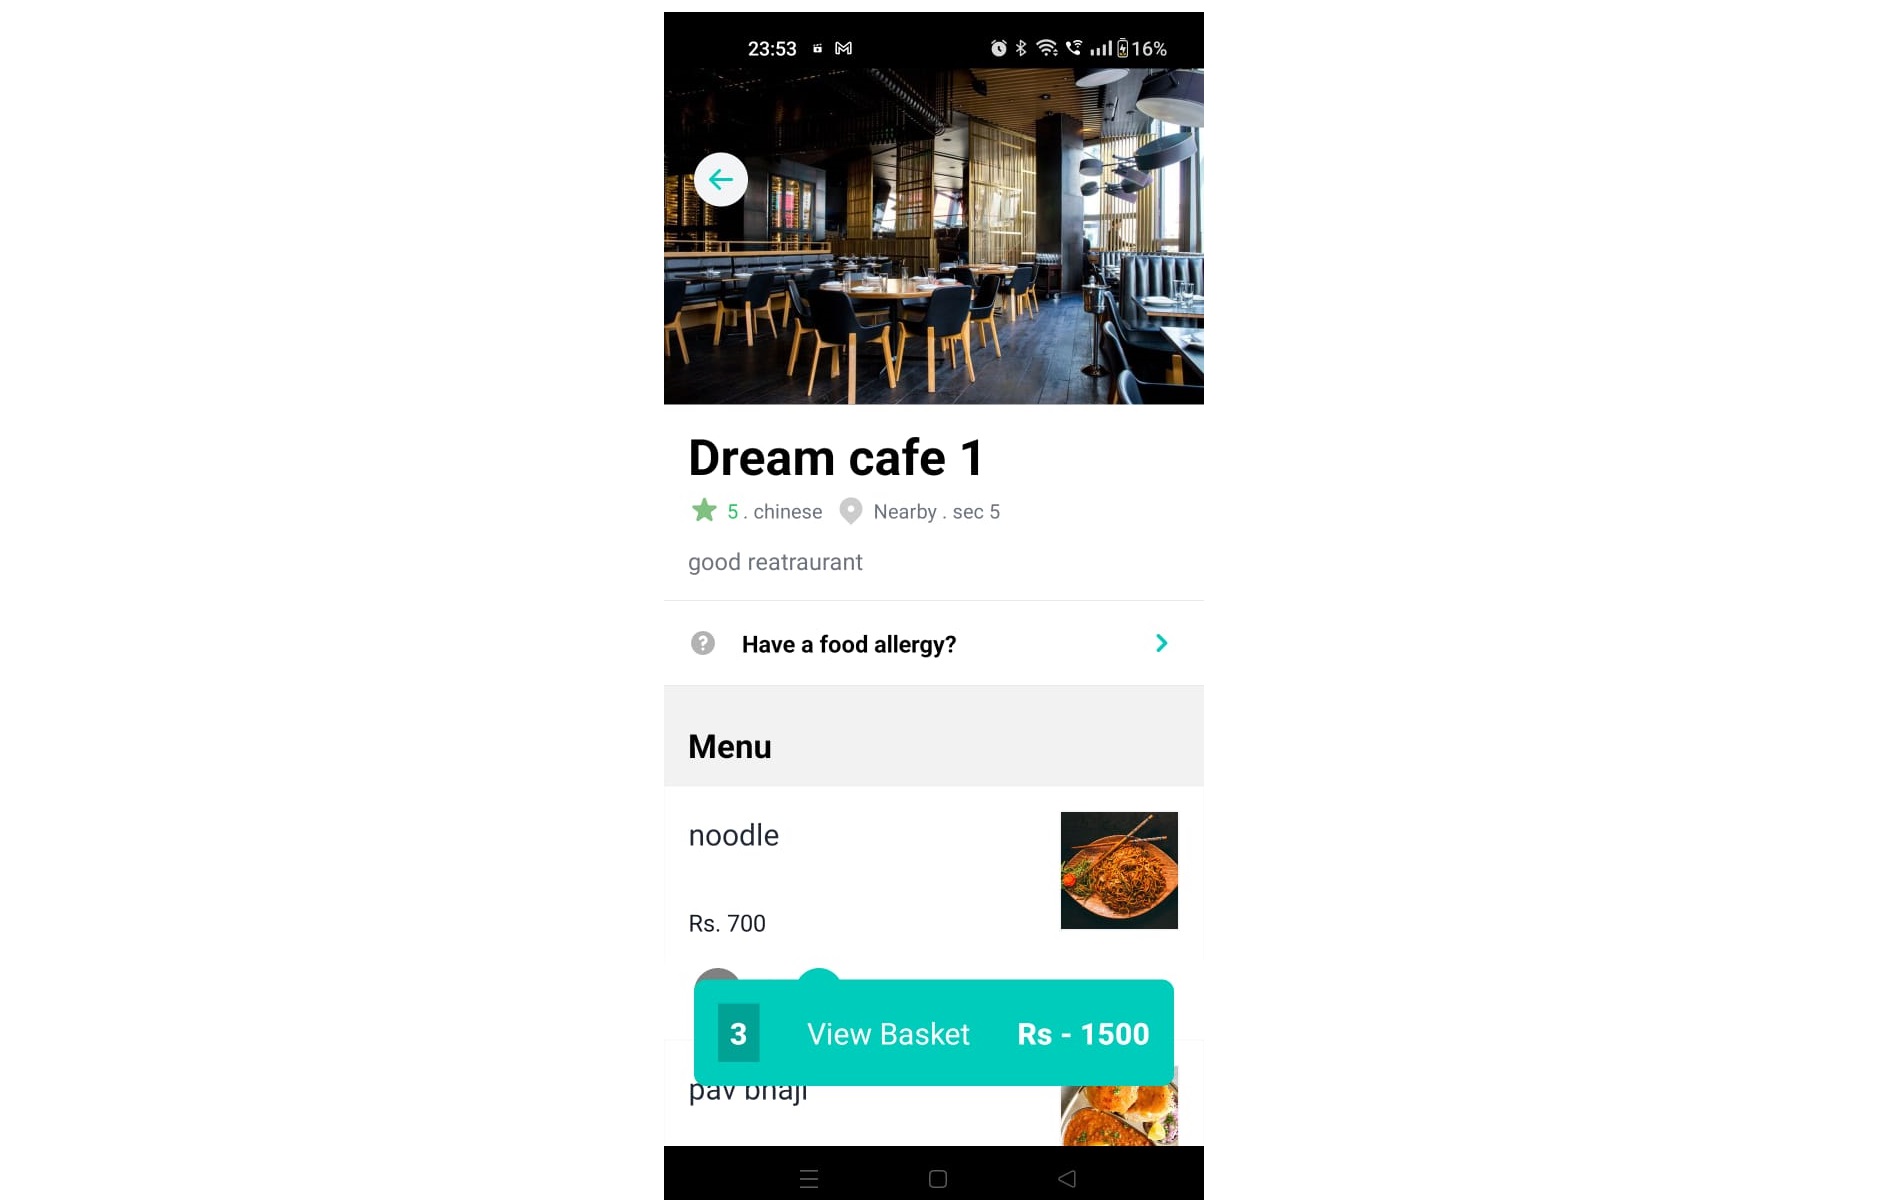 23:53 16%
Dream cafe 1
5 . chinese Nearby . sec 5
good reatraurant
? Have a food allergy?
Menu
noodle
Rs. 700
3 View Basket Rs - 1500
pav bhaji